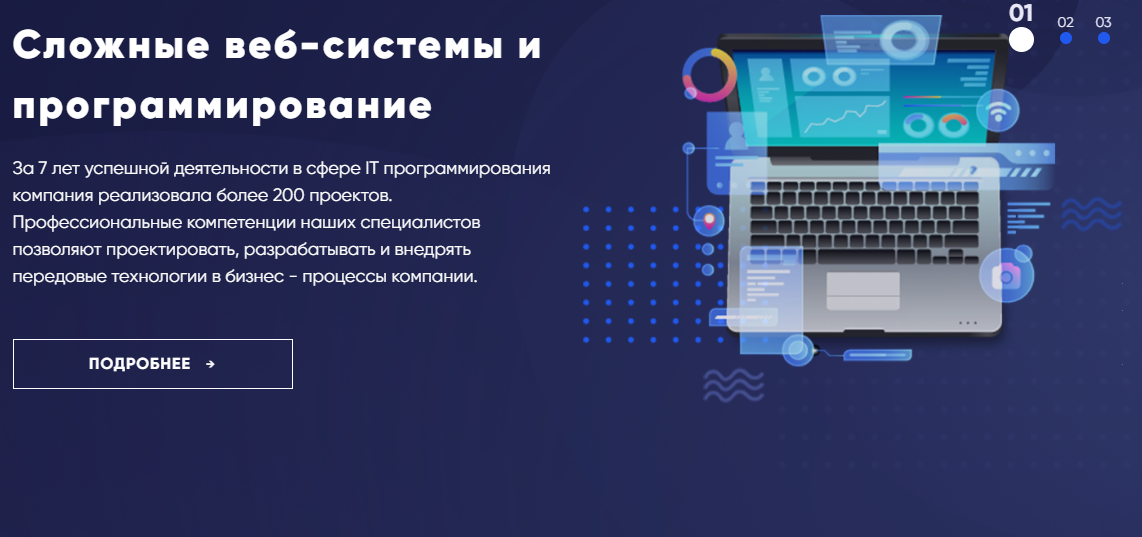 Сложные веб-системы и
программирование
За 7 лет успешной деятельности в сфере IT программирования
компания реализовала более 200 проектов.
Профессиональные компетенции наших специалистов
позволяют проектировать, разрабатывать и внедрять
передовые технологии в бизнес - процессы компании.
ПОДРОБНЕЕ →
01 02 03